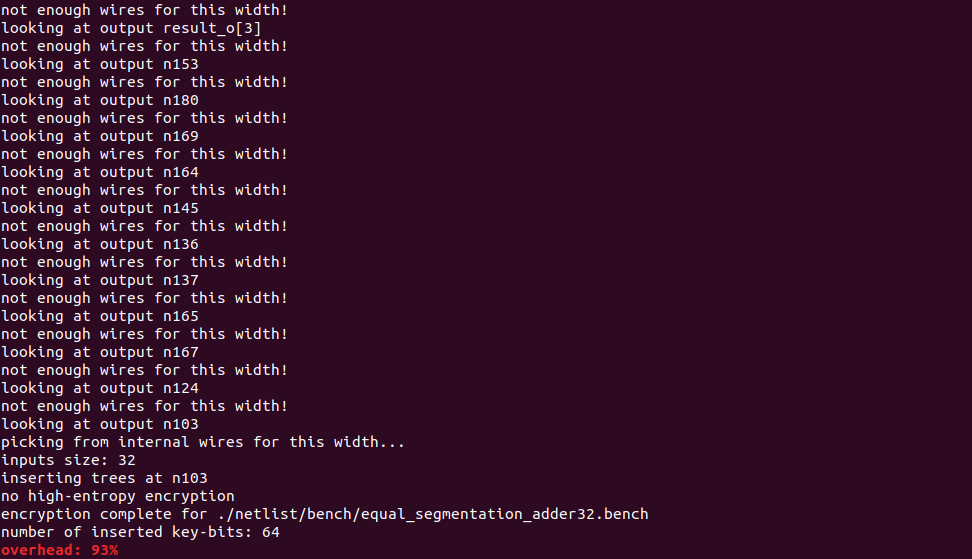 not enough wires for this width!
looking at output result_o[3]
not enough wires for this width!
looking at output n153
not enough wires for this width!
looking at output n180
not enough wires for this width!
looking at output n169
not enough wires for this width!
looking at output n164
not enough wires for this width!
looking at output n145
not enough wires for this width!
looking at output n136
not enough wires for this width!
looking at output n137
not enough wires for this width!
looking at output n165
not enough wires for this width!
looking at output n167
not enough wires for this width!
looking at output n124
not enough wires for this width!
looking at output n103
picking from internal wires for this width...
inputs size: 32
inserting trees at n103
no high-entropy encryption
encryption complete for ./netlist/bench/equal_segmentation_adder32.bench
number of inserted key-bits: 64
overhead: 93%